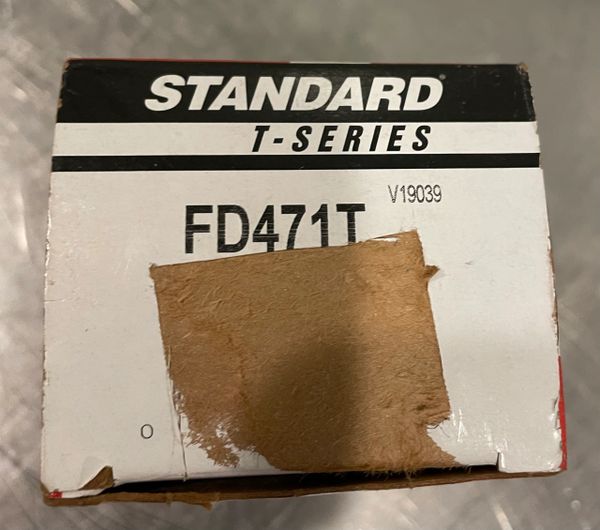 STANDARD
T-SERIES
V19039
FD471T
O